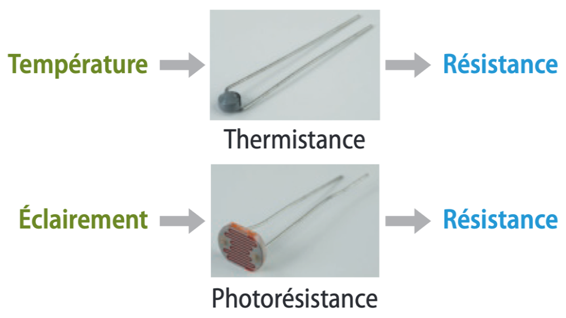 Température
Résistance
Thermistance
Éclairement
Résistance
Photorésistance